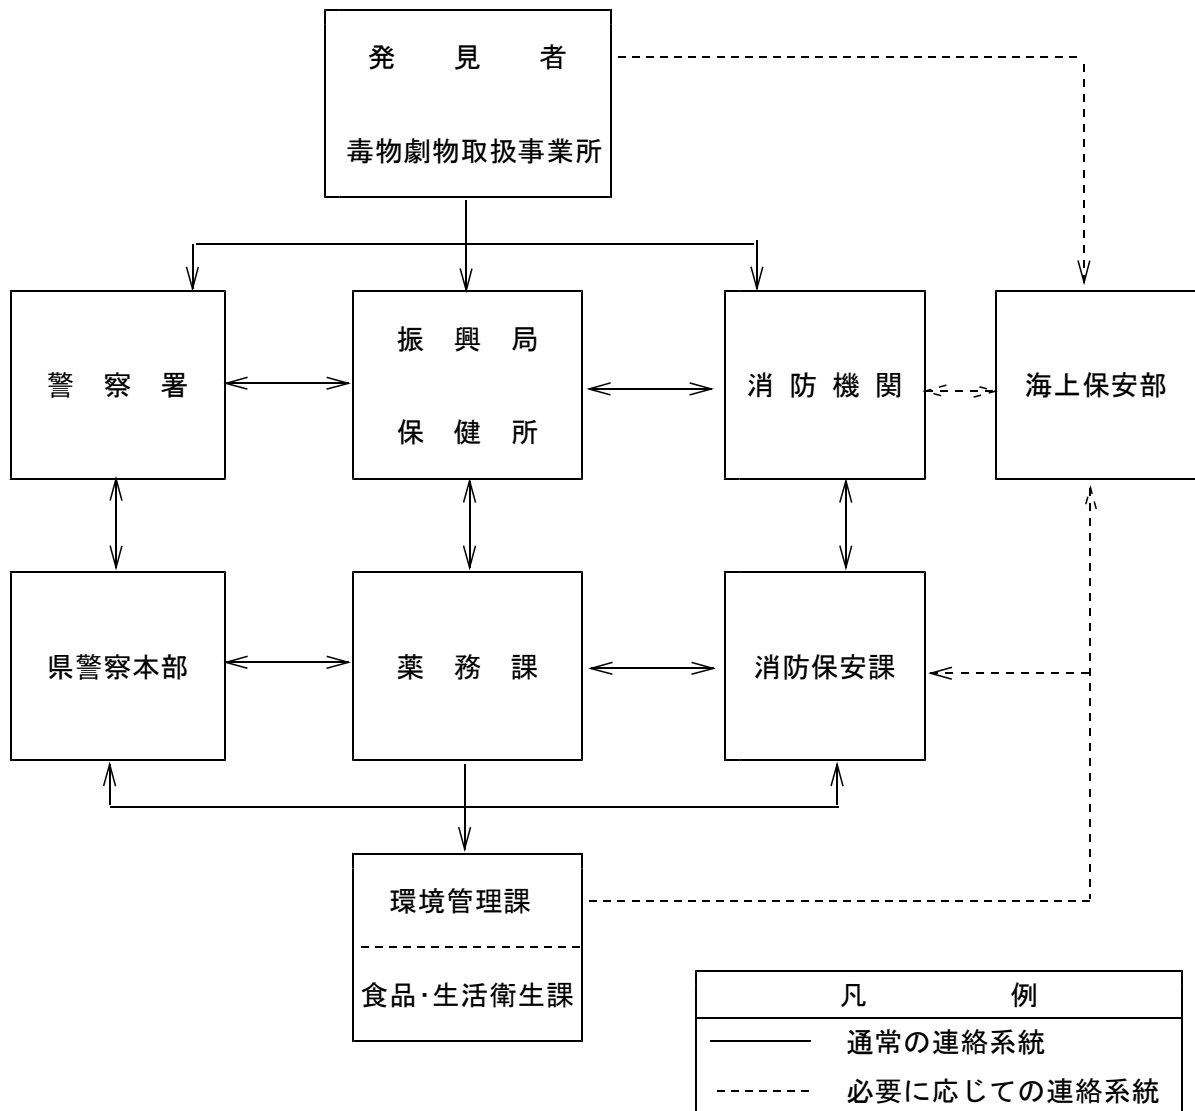 発見者
毒物劇物取扱事業所
警察署
振興局
保健所
消防機関
海上保安部
県警察本部
薬務課
消防保安課
環境管理課
食品・生活衛生課
凡例
通常の連絡系統
必要に応じての連絡系統